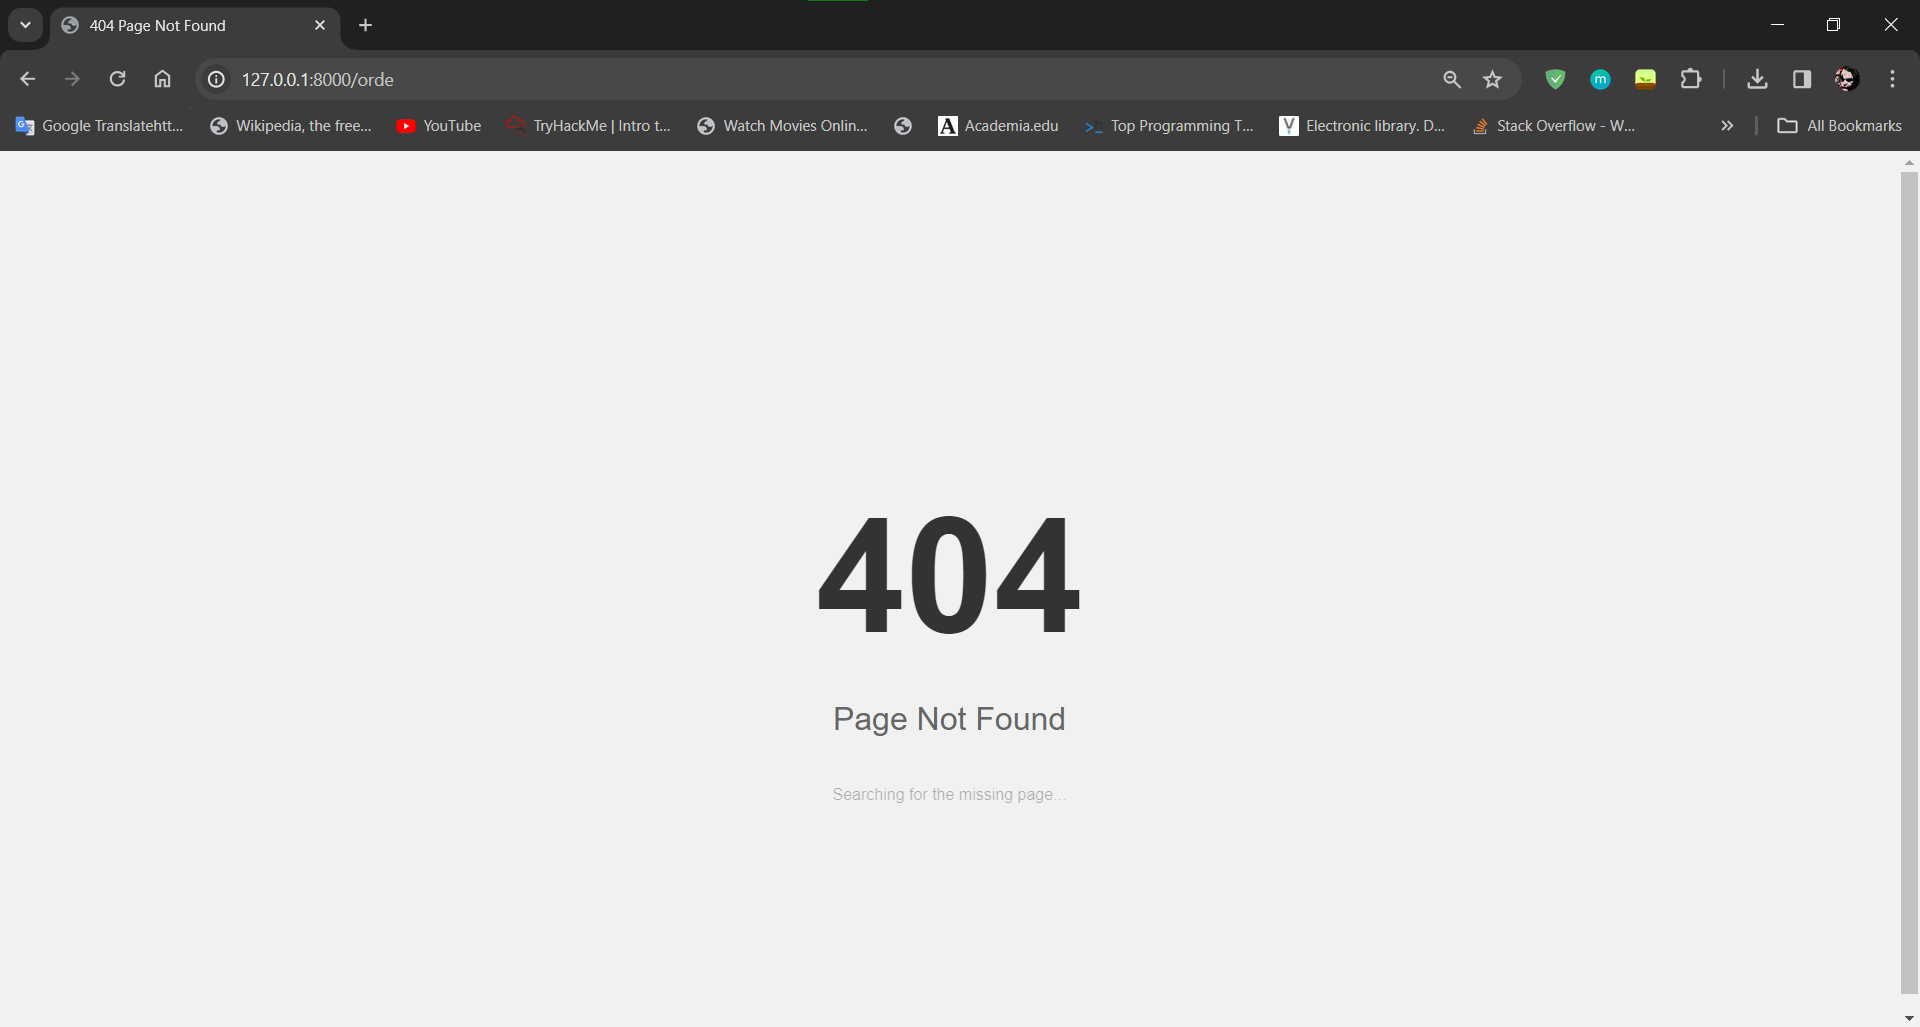 404 Page Not Found
127.0.0.1:8000/orde
Google Translatehtt...
Wikipedia, the free...
YouTube
TryHackMe | Intro t...
Watch Movies Onlin...
A
Academia.edu
Top Programming T...
Electronic library. D...
Stack Overflow - W...
All Bookmarks
404
Page Not Found
Searching for the missing page...